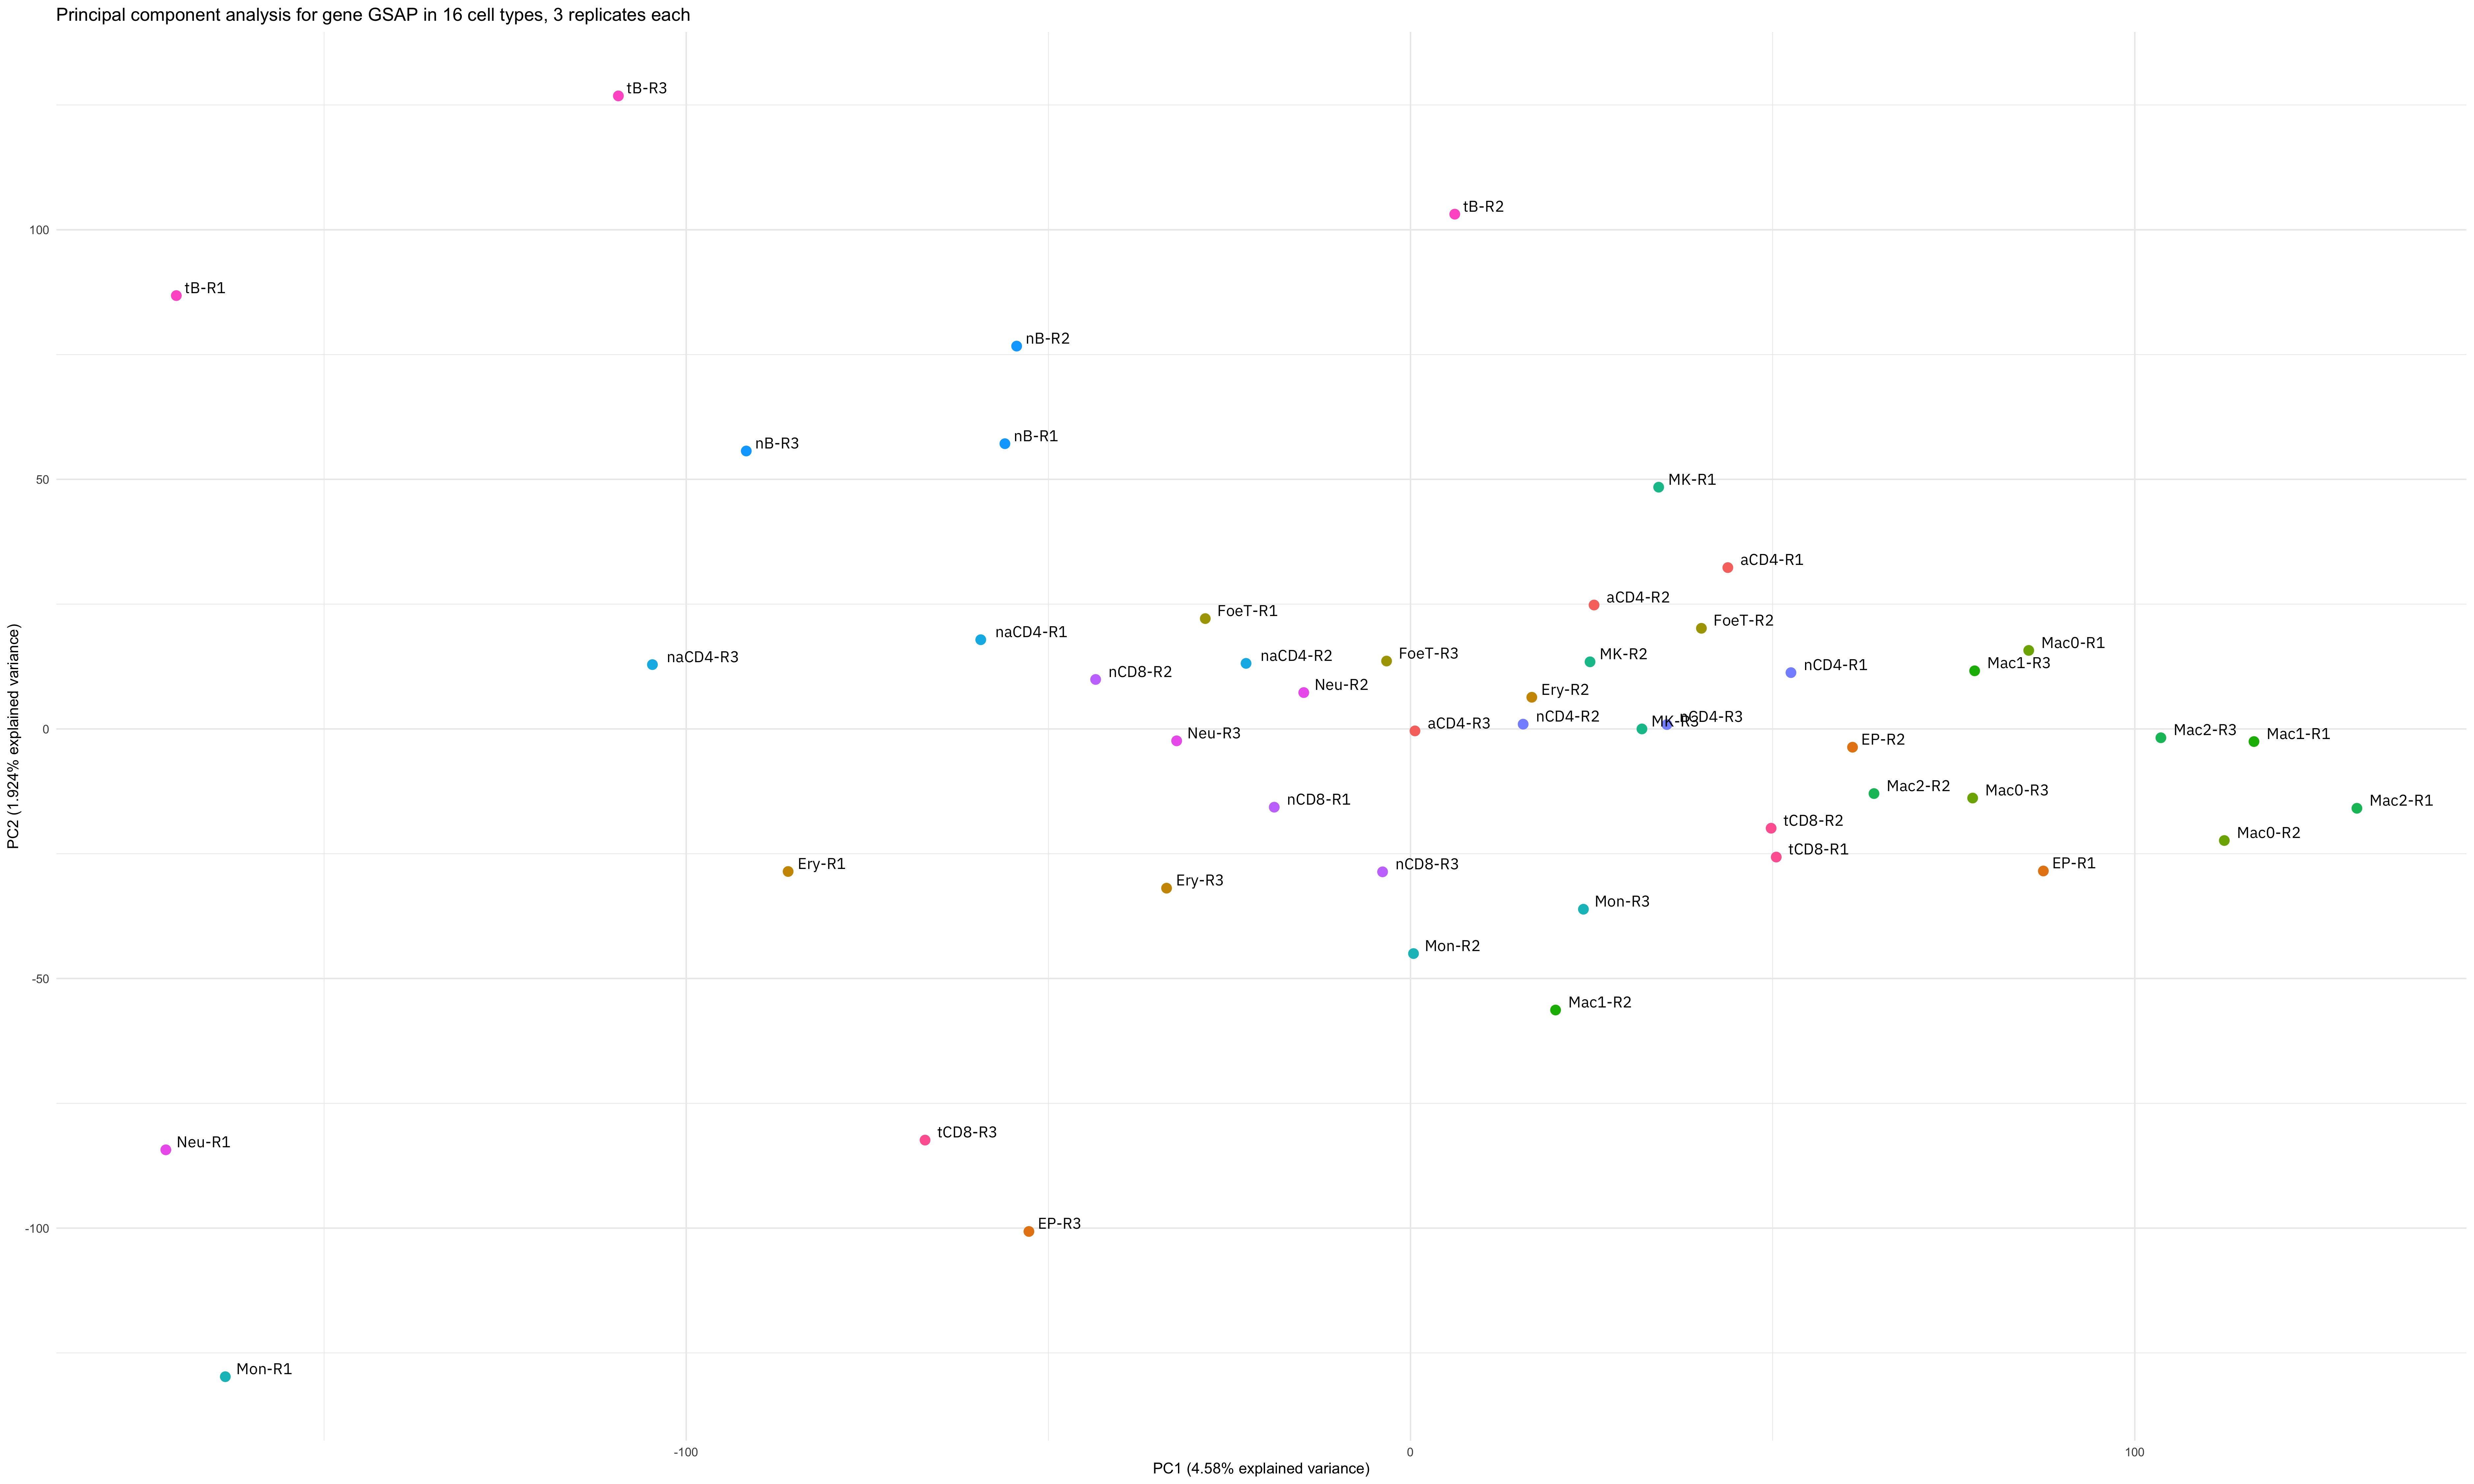 Principal component analysis for gene GSAP in 16 cell types, 3 replicates each
tB-R3
tB-R2
100
tB-R1
nB-R2
nB-R1
nB-R3
50
MK-R1
aCD4-R1
aCD4-R2
FoeT-R1
FoeT-R2
naCD4-R1
Mac0-R1
naCD4-R3
naCD4-R2
FoeT-R3
MK-R2
nCD4-R1
Mac1-R3
nCD8-R2
Neu-R2
Ery-R2
nCD4-R2
nCD4-R3
MK-R3
aCD4-R3
0
Neu-R3
Mac2-R3
Mac1-R1
EP-R2
Mac2-R2
Mac0-R3
nCD8-R1
Mac2-R1
tCD8-R2
Mac0-R2
tCD8-R1
Ery-R1
nCD8-R3
EP-R1
Ery-R3
Mon-R3
Mon-R2
-50
Mac1-R2
tCD8-R3
Neu-R1
EP-R3
-100
Mon-R1
PC2 (1.924% explained variance)
-100
0
100
PC1 (4.58% explained variance)